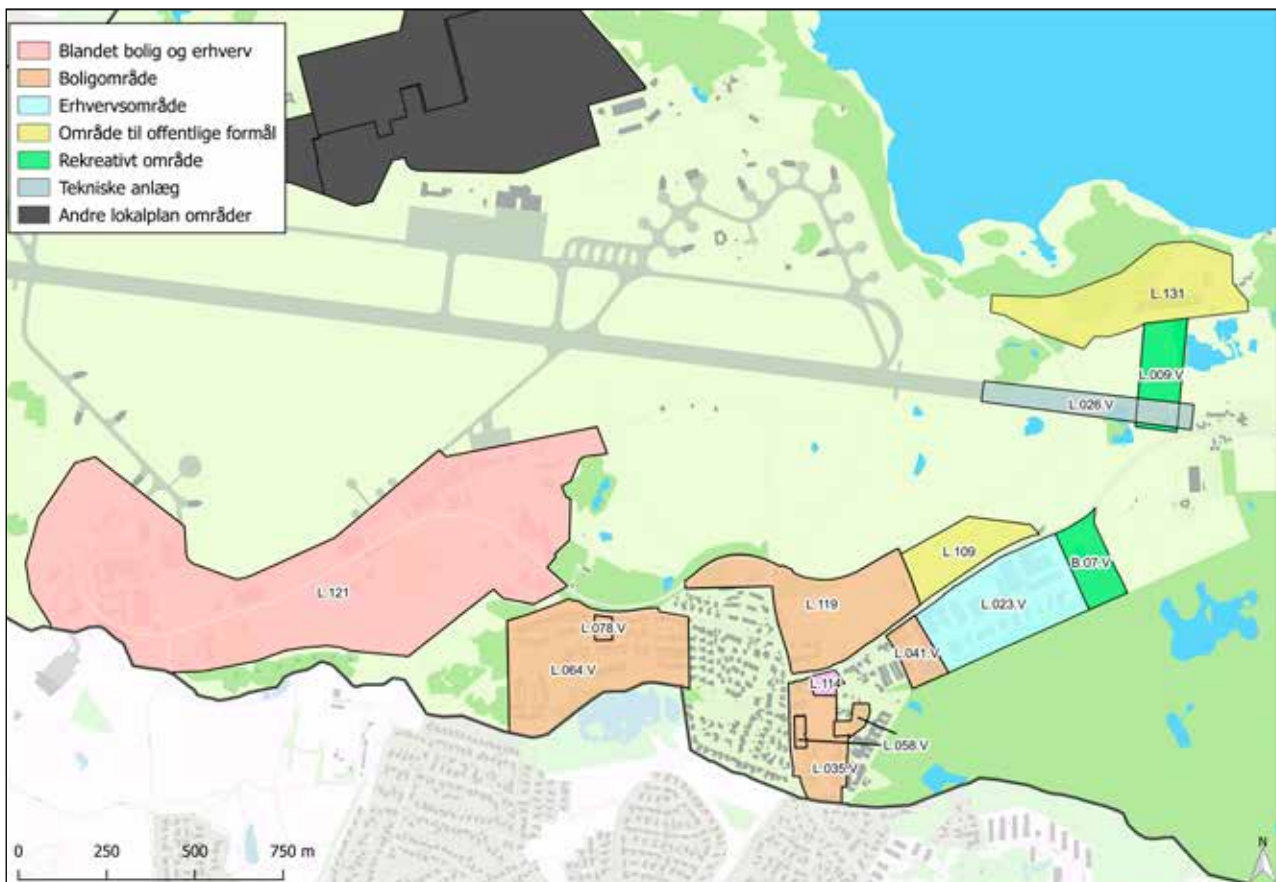 Blandet bolig og erhverv
Boligområde
Erhvervsområde
Område til offentlige formål
Rekreativt område
Tekniske anlæg
Andre lokalplan områder
L.131
L.009.V
L.026.V
L.109
B.07.V
L.121
L.119
L.023.V
L.078.V
L.041.V
L.064.V
L.114
L.058.V
L.035.V
0 250 500 750 m
N